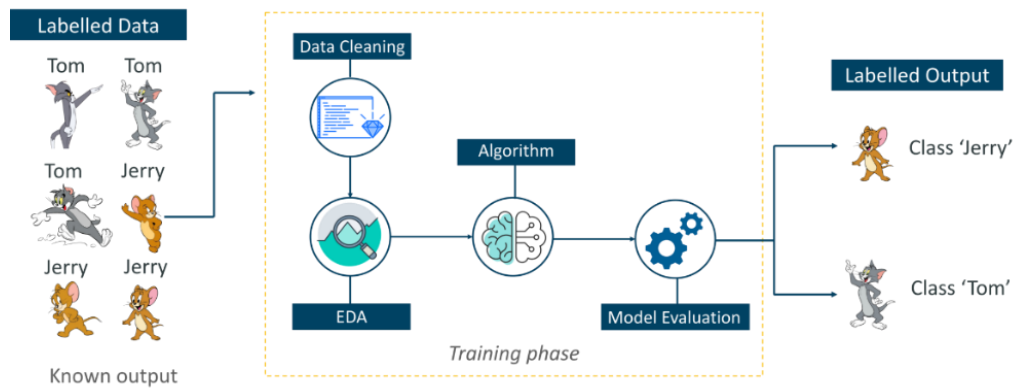 Labelled Data
Tom Tom
Tom Jerry
Jerry Jerry
Known output
Data Cleaning
EDA
Algorithm
Model Evaluation
Training phase
Labelled Output
Class ‘Jerry’
Class ‘Tom’